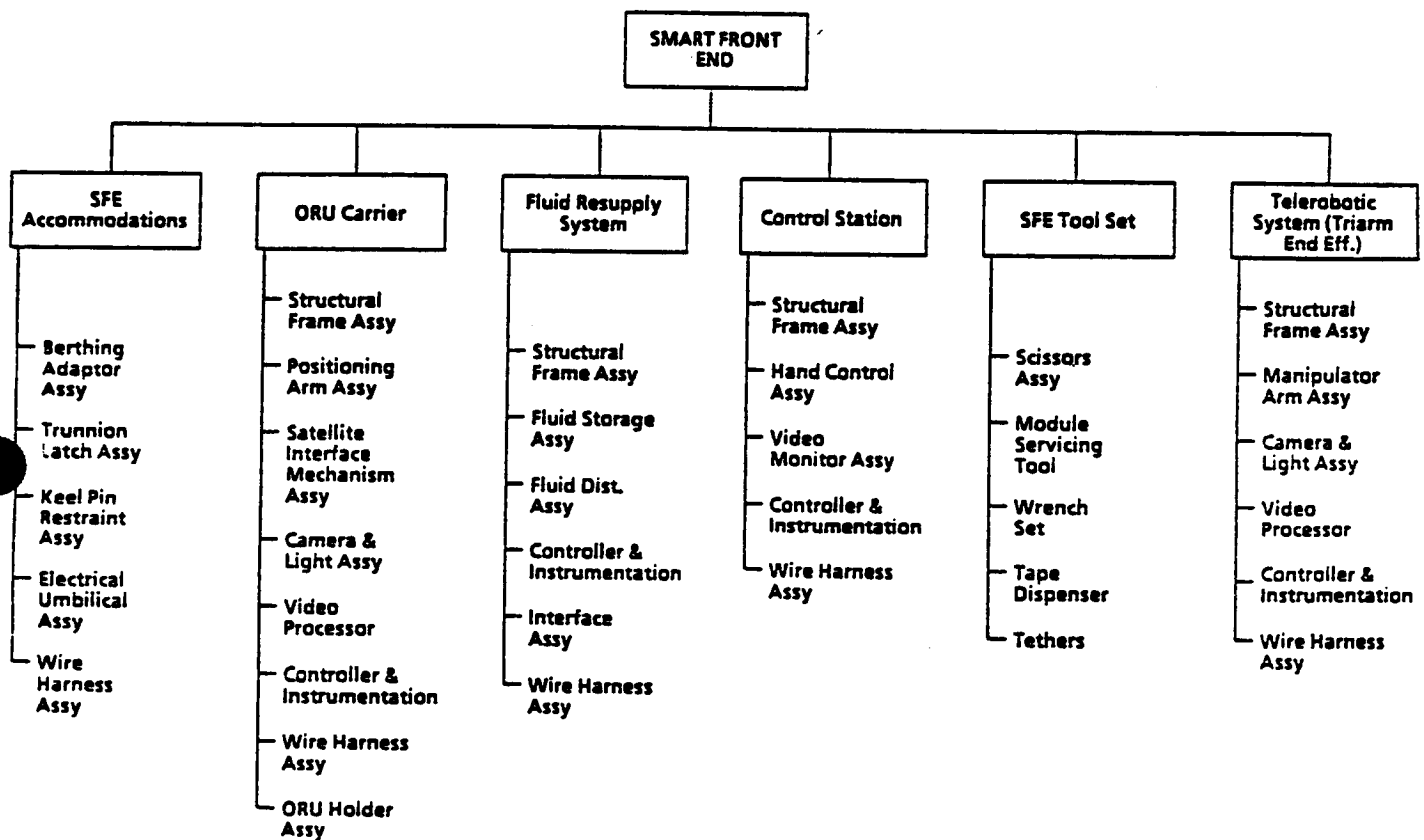 SMART FRONT
END
SFE
Accommodations
Berthing
Adaptor
Assy
Trunnion
Latch Assy
Keel Pin
Restraint
Assy
Electrical
Umbilical
Assy
Wire
Harness
Assy
ORU Carrier
Structural
Frame Assy
Positioning
Arm Assy
Satellite
Interface
Mechanism
Assy
Camera &
Light Assy
Video
Processor
Controller &
Instrumentation
Wire Harness
Assy
ORU Holder
Assy
Fluid Resupply
System
Structural
Frame Assy
Fluid Storage
Assy
Fluid Dist.
Assy
Controller &
Instrumentation
Interface
Assy
Wire Harness
Assy
Control Station
Structural
Frame Assy
Hand Control
Assy
Video
Monitor Assy
Controller &
Instrumentation
Wire Harness
Assy
SFE Tool Set
Scissors
Assy
Module
Servicing
Tool
Wrench
Set
Tape
Dispenser
Tethers
Telerobotic
System (Triarm
End Eff.)
Structural
Frame Assy
Manipulator
Arm Assy
Camera &
Light Assy
Video
Processor
Controller &
Instrumentation
Wire Harness
Assy